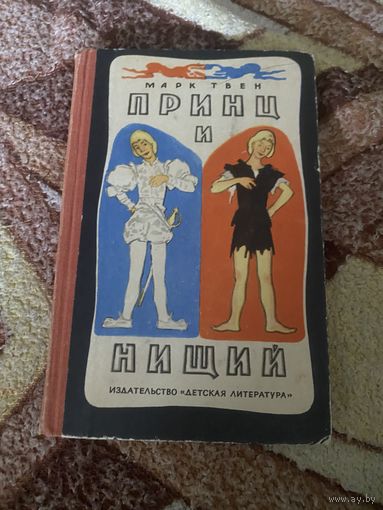 МАРК ТВЕН
ПРИНЦ
И
НИЩИЙ
ИЗДАТЕЛЬСТВО «ДЕТСКАЯ ЛИТЕРАТУРА»
www.ay.by